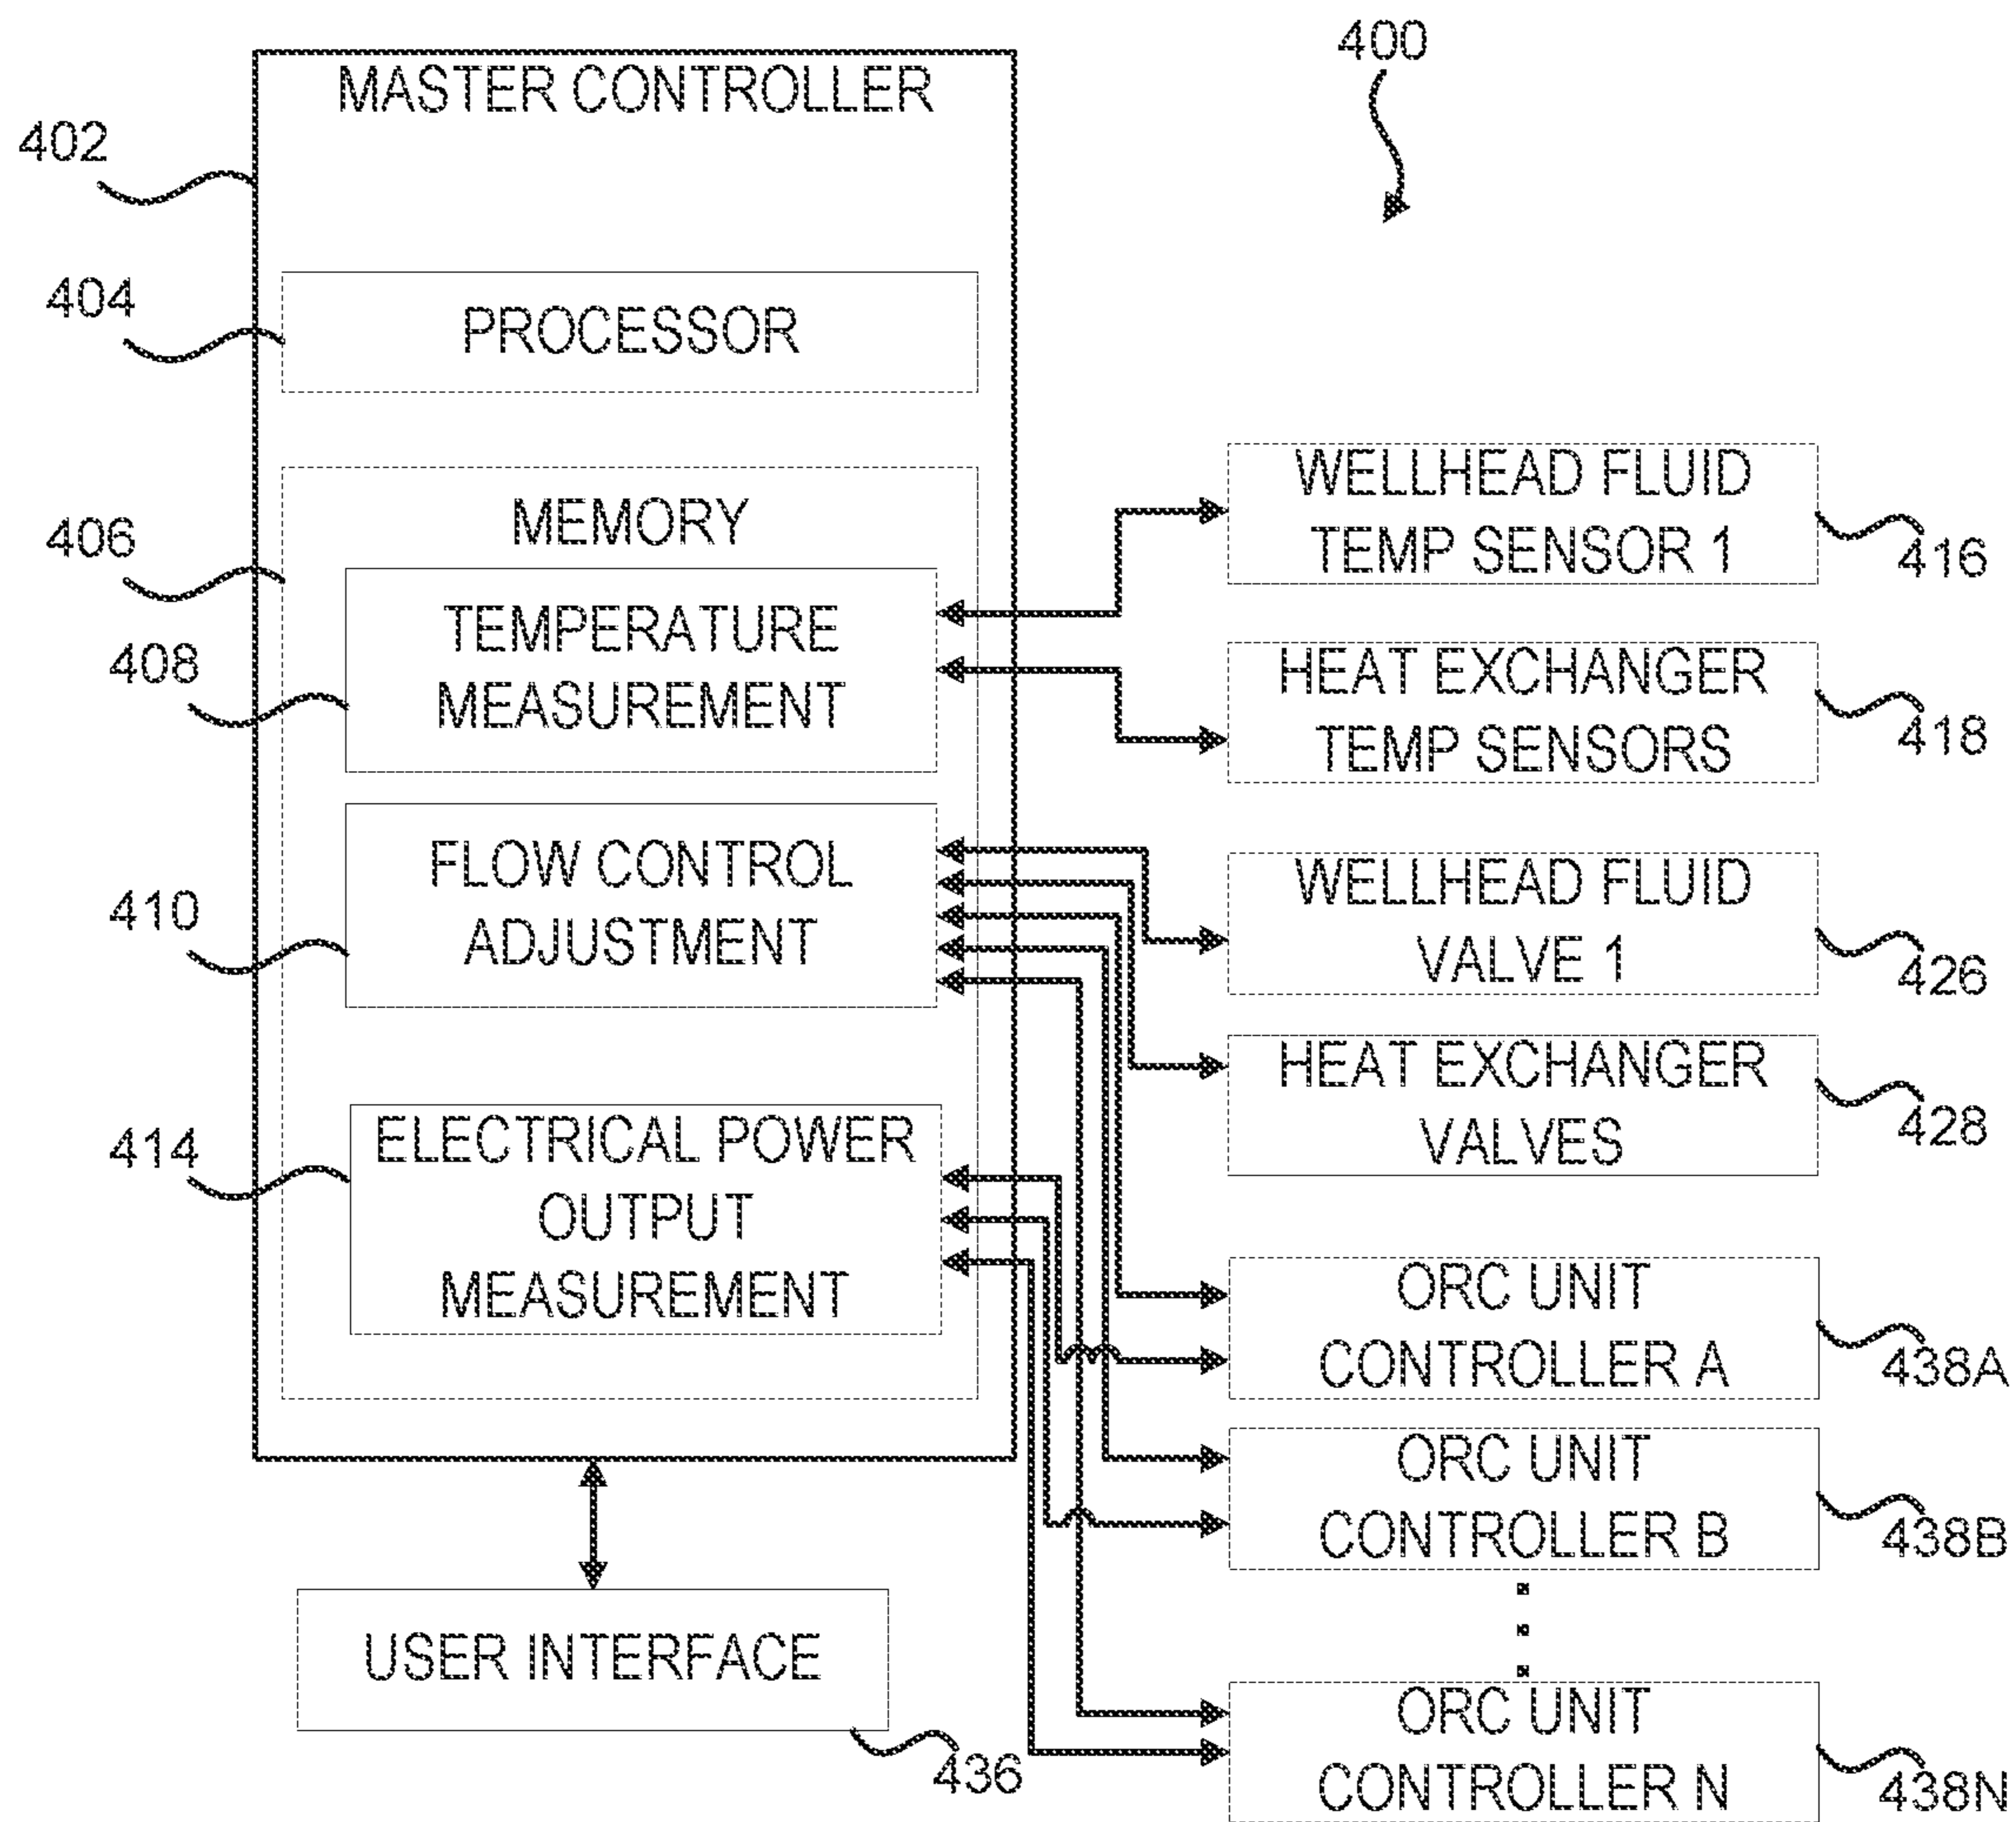 400
MASTER CONTROLLER
402
404
PROCESSOR
406
MEMORY
408
TEMPERATURE
MEASUREMENT
410
FLOW CONTROL
ADJUSTMENT
414
ELECTRICAL POWER
OUTPUT
MEASUREMENT
USER INTERFACE
436
WELLHEAD FLUID
TEMP SENSOR 1
416
HEAT EXCHANGER
TEMP SENSORS
418
WELLHEAD FLUID
VALVE 1
426
HEAT EXCHANGER
VALVES
428
ORC UNIT
CONTROLLER A
438A
ORC UNIT
CONTROLLER B
438B
ORC UNIT
CONTROLLER N
438N